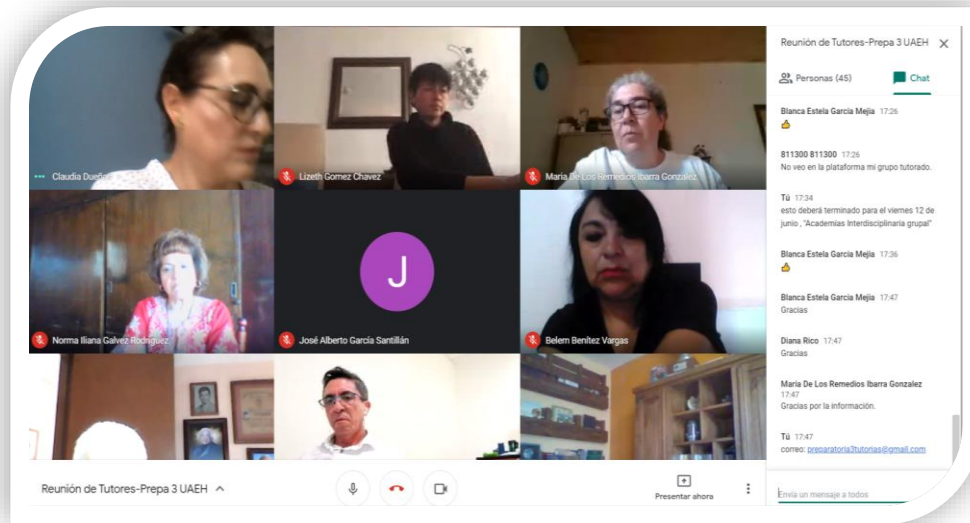 Claudia Dueñas
Lizeth Gomez Chavez
Maria De Los Remedios Ibarra Gonzalez
Norma Iliana Galvez Rodriguez
J
José Alberto García Santillán
Belem Benítez Vargas
Reunión de Tutores-Prepa 3 UAEH
Presentar ahora
Reunión de Tutores-Prepa 3 UAEH
Personas (45)
Chat
Blanca Estela Garcia Mejia 17:26
👍
811300 811300 17:26
No veo en la plataforma mi grupo tutorado.
Tú 17:34
esto deberá terminado para el viernes 12 de
junio , "Academias Interdisciplinaria grupal"
Blanca Estela Garcia Mejia 17:36
👍
Blanca Estela Garcia Mejia 17:47
Gracias
Diana Rico 17:47
Gracias
Maria De Los Remedios Ibarra Gonzalez
17:47
Gracias por la información.
Tú 17:47
correo: preparatoria3tutorias@gmail.com
Envía un mensaje a todos